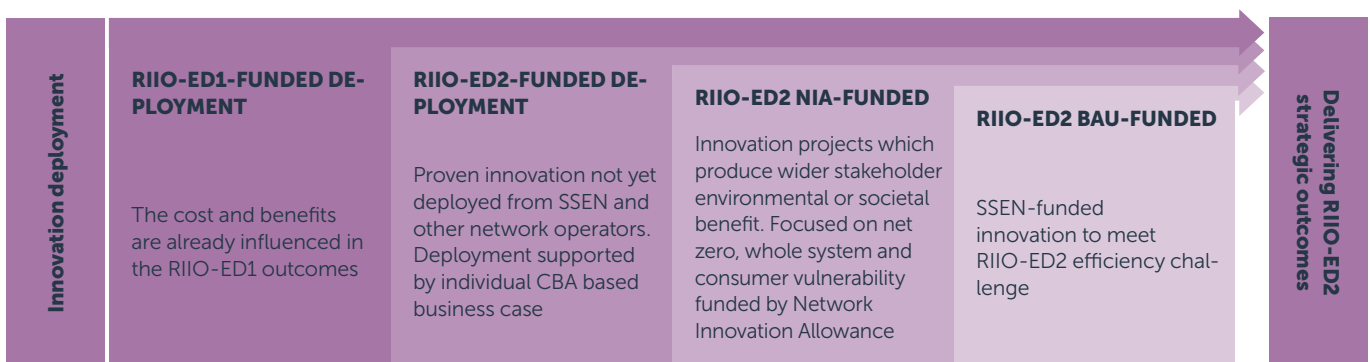 Innovation deployment
RIIO-ED1-FUNDED DE-
PLOYMENT
The cost and benefits
are already influenced in
the RIIO-ED1 outcomes
RIIO-ED2-FUNDED DE-
PLOYMENT
Proven innovation not yet
deployed from SSEN and
other network operators.
Deployment supported
by individual CBA based
business case
RIIO-ED2 NIA-FUNDED
Innovation projects which
produce wider stakeholder
environmental or societal
benefit. Focused on net
zero, whole system and
consumer vulnerability
funded by Network
Innovation Allowance
RIIO-ED2 BAU-FUNDED
SSEN-funded
innovation to meet
RIIO-ED2 efficiency chal-
lenge
Delivering RIIO-ED2
strategic outcomes